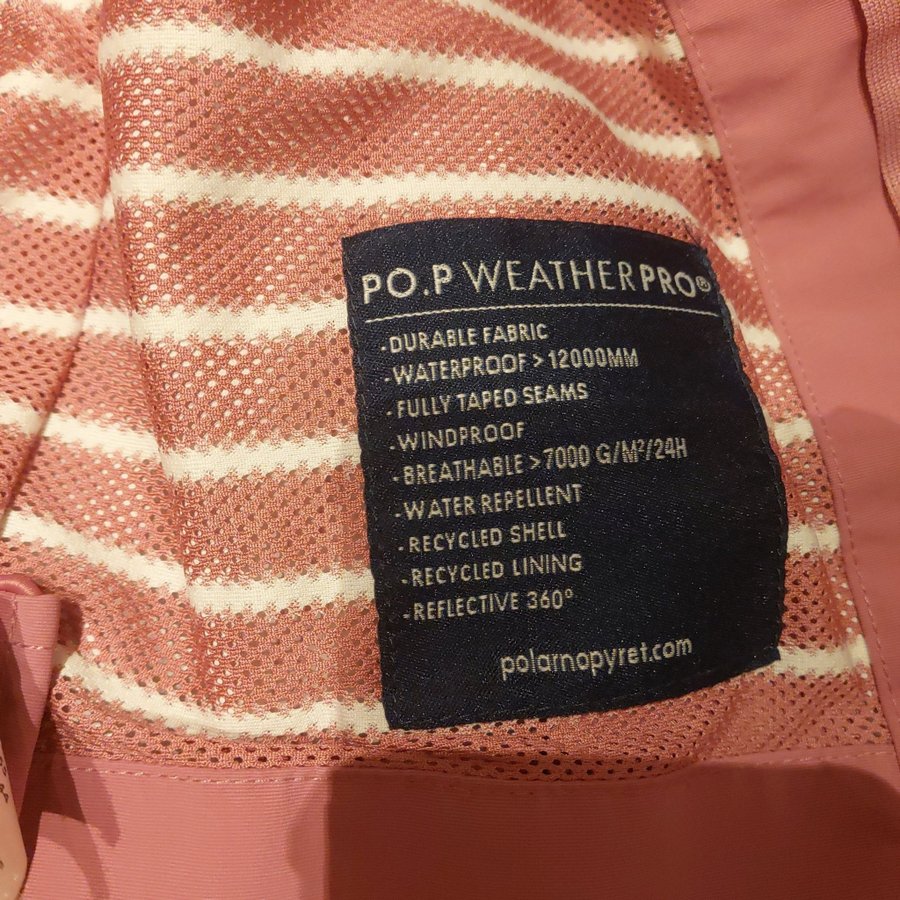 PO.P WEATHERPRO®
-DURABLE FABRIC
-WATERPROOF > 12000MM
-FULLY TAPED SEAMS
-WINDPROOF
-BREATHABLE >7000 G/M²/24H
-WATER REPELLENT
-RECYCLED SHELL
-RECYCLED LINING
-REFLECTIVE 360°
polarnopyret.com